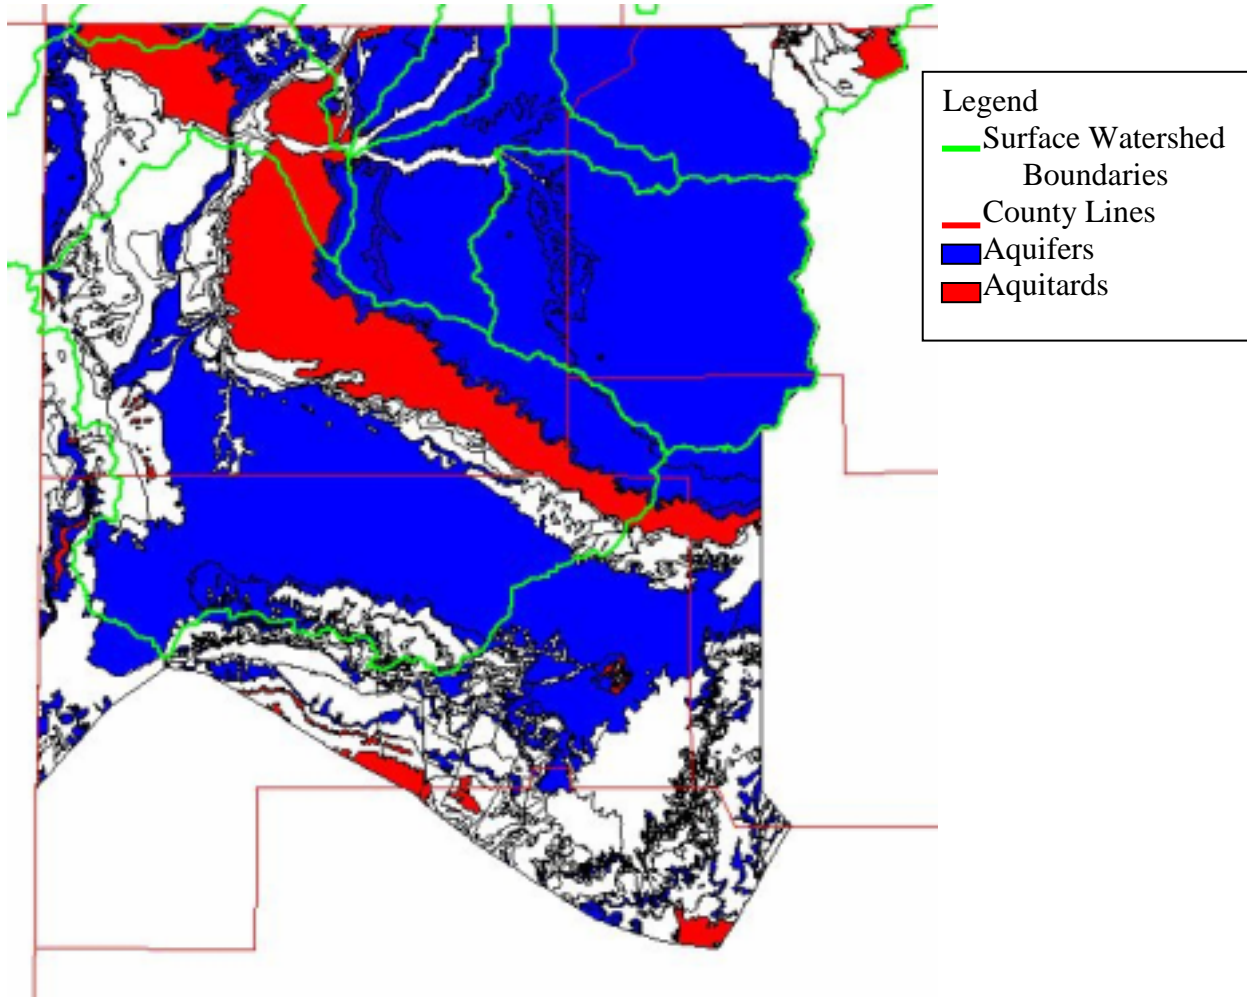 Legend
Surface Watershed
Boundaries
County Lines
Aquifers
Aquitards